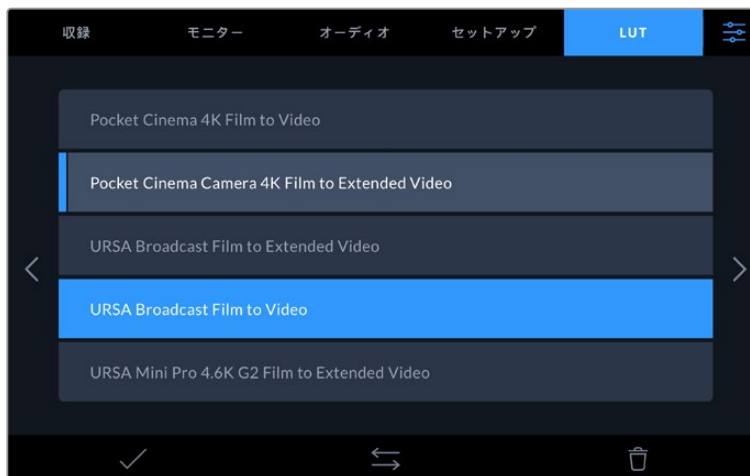 収録 モニター オーディオ セットアップ LUT
Pocket Cinema 4K Film to Video
Pocket Cinema Camera 4K Film to Extended Video
URSA Broadcast Film to Extended Video
URSA Broadcast Film to Video
URSA Mini Pro 4.6K G2 Film to Extended Video